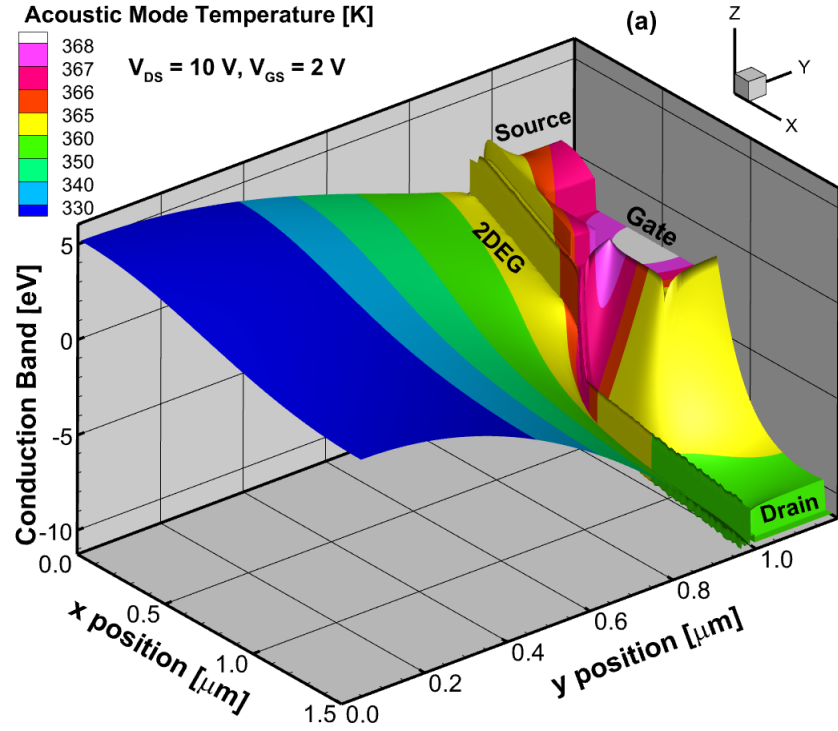 Acoustic Mode Temperature [K]
(a)
V_DS = 10 V, V_GS = 2 V
368
367
366
365
360
350
340
330
Z
Y
X
Source
Gate
2DEG
Drain
Conduction Band [eV]
5
0
-5
-10
0.0
0.5
1.0
1.5
x position [μm]
0.0
0.2
0.4
0.6
0.8
1.0
y position [μm]